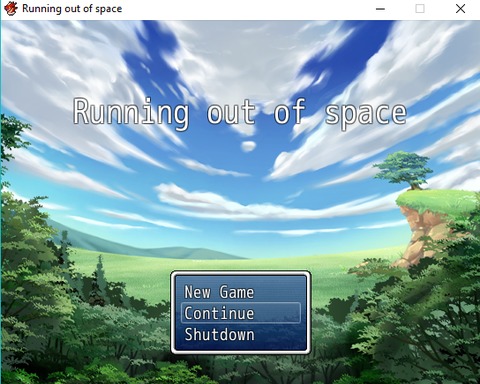 Running out of space
Running out of space
New Game
Continue
Shutdown